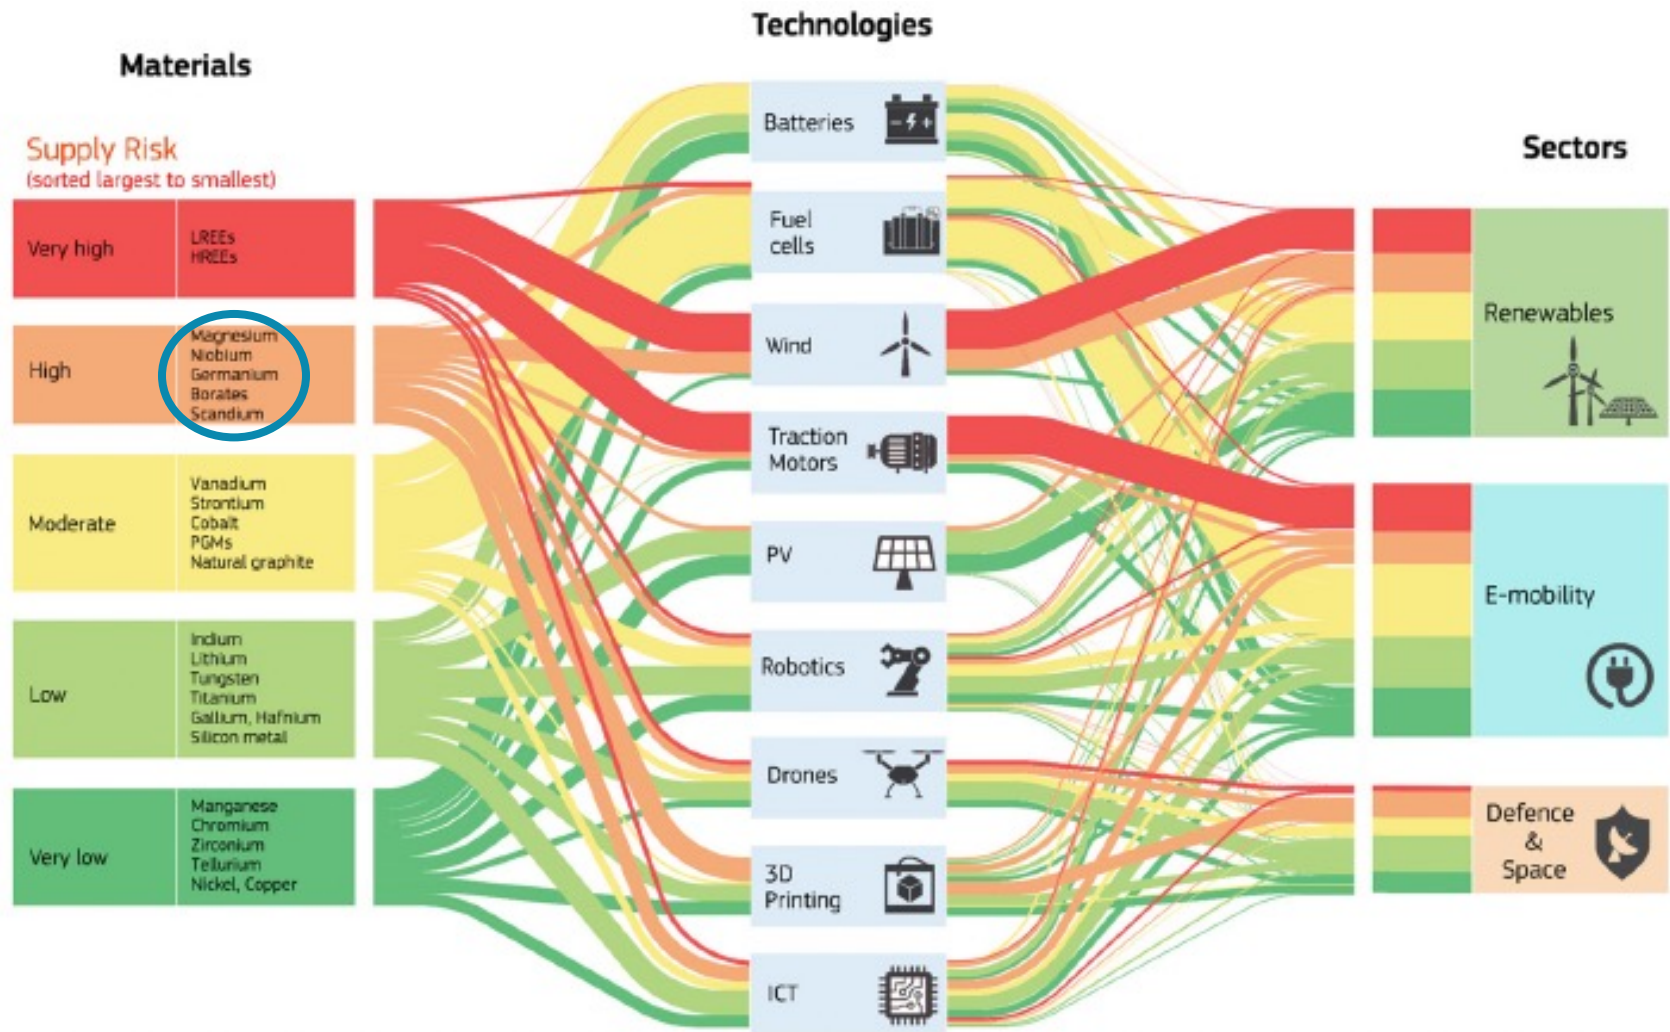 Technologies
Materials
Supply Risk
(sorted largest to smallest)
Sectors
Very high
LREEs
HREEs
High
Magnesium
Niobium
Germanium
Borates
Scandium
Moderate
Vanadium
Strontium
Cobalt
PGMs
Natural graphite
Low
Indium
Lithium
Tungsten
Titanium
Gallium, Hafnium
Silicon metal
Very low
Manganese
Chromium
Zirconium
Tellurium
Nickel, Copper
Batteries
Fuel
cells
Wind
Traction
Motors
PV
Robotics
Drones
3D
Printing
ICT
Renewables
E-mobility
Defence
&
Space